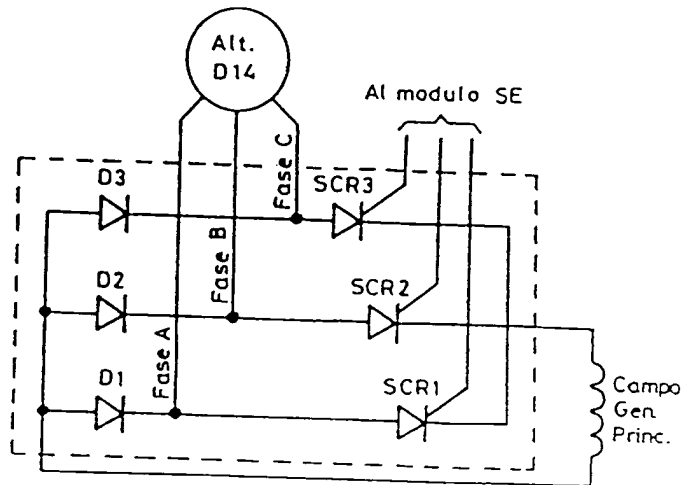 Alt.
D14
Al modulo SE
D3
Fase C
SCR3
D2
Fase B
SCR2
D1
Fase A
SCR1
Campo
Gen.
Princ.